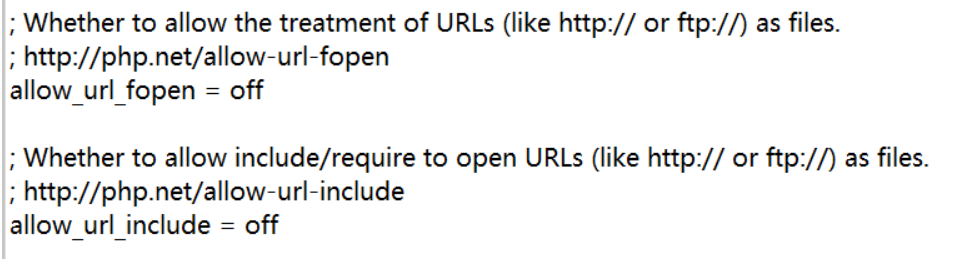 ; Whether to allow the treatment of URLs (like http:// or ftp://) as files.
; http://php.net/allow-url-fopen
allow_url_fopen = off
; Whether to allow include/require to open URLs (like http:// or ftp://) as files.
; http://php.net/allow-url-include
allow_url_include = off